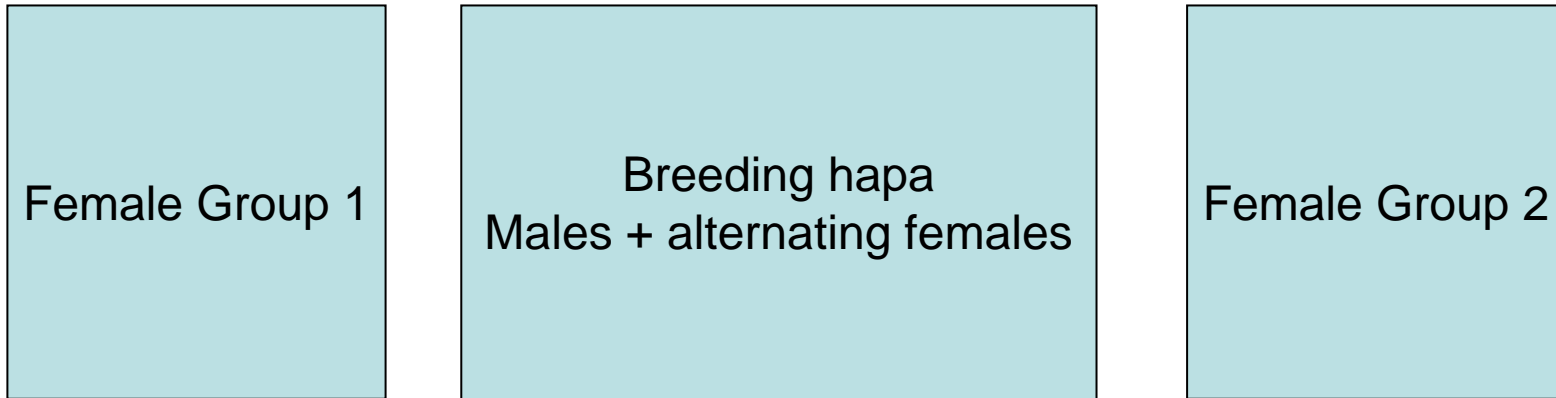 Female Group 1
Breeding hapa
Males + alternating females
Female Group 2